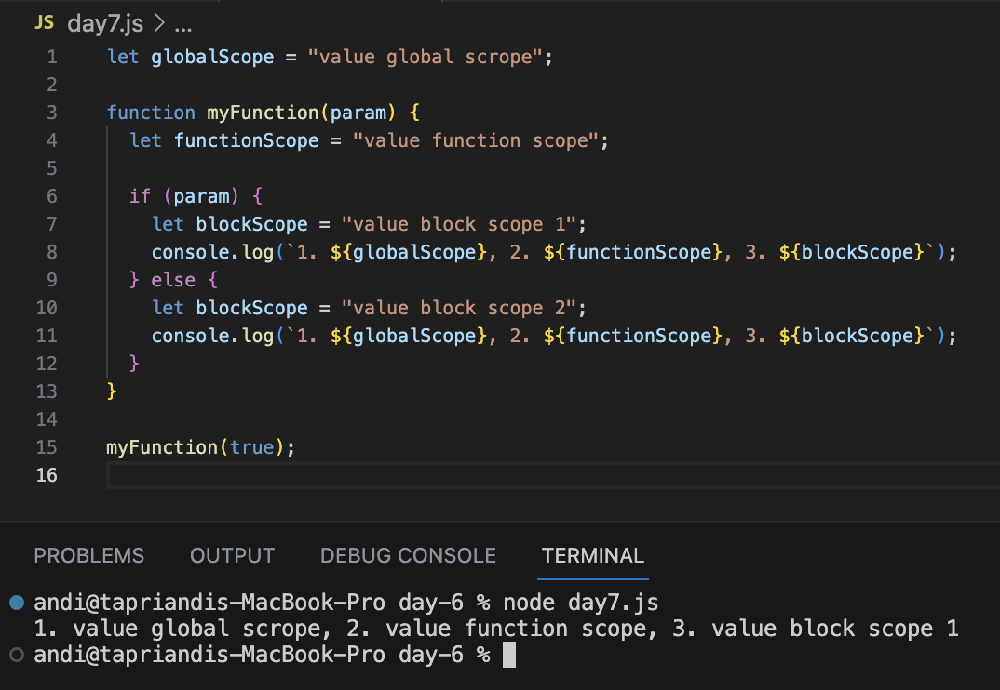 JS day7.js > ...
1 let globalScope = "value global scrope";
2
3 function myFunction(param) {
4   let functionScope = "value function scope";
5
6   if (param) {
7     let blockScope = "value block scope 1";
8     console.log(`1. ${globalScope}, 2. ${functionScope}, 3. ${blockScope}`);
9   } else {
10     let blockScope = "value block scope 2";
11     console.log(`1. ${globalScope}, 2. ${functionScope}, 3. ${blockScope}`);
12   }
13 }
14
15 myFunction(true);
16
PROBLEMS OUTPUT DEBUG CONSOLE TERMINAL
andi@tapriandis-MacBook-Pro day-6 % node day7.js
1. value global scrope, 2. value function scope, 3. value block scope 1
andi@tapriandis-MacBook-Pro day-6 %